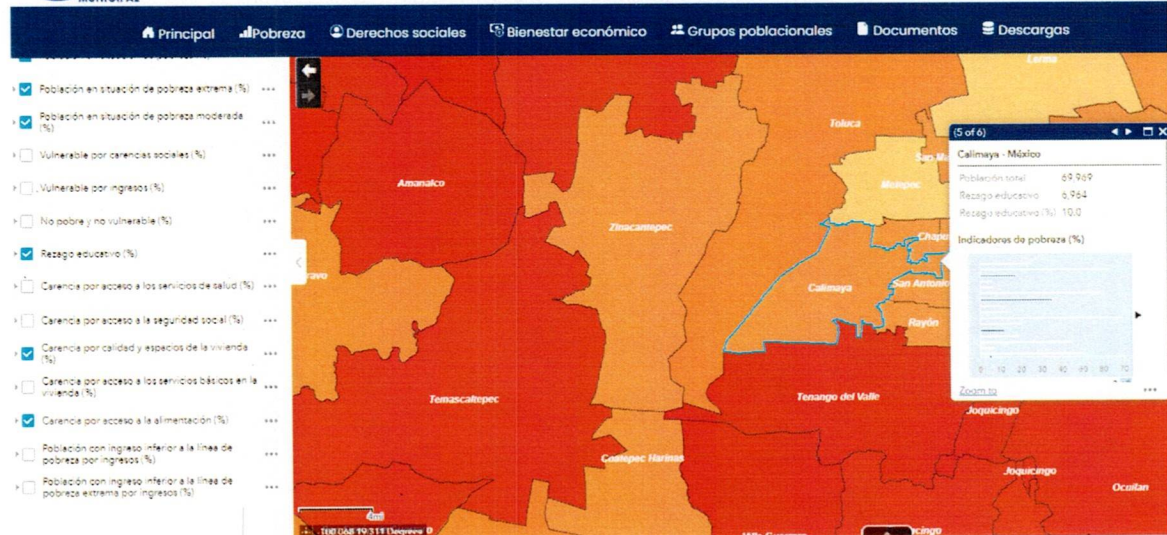 MUNICIPAL
Principal
Pobreza
Derechos sociales
Bienestar económico
Grupos poblacionales
Documentos
Descargas
Población en situación de pobreza extrema (%)
Población en situación de pobreza moderada
(%)
Vulnerable por carencias sociales (%)
Vulnerable por ingresos (%)
No pobre y no vulnerable (%)
Rezago educativo (%)
Carencia por acceso a los servicios de salud (%)
Carencia por acceso a la seguridad social (%)
Carencia por calidad y espacios de la vivienda
(%)
Carencia por acceso a los servicios básicos en la
vivienda (%)
Carencia por acceso a la alimentación (%)
Población con ingreso inferior a la línea de
pobreza por ingresos (%)
Población con ingreso inferior a la línea de
pobreza extrema por ingresos (%)
Lerma
Toluca
San M
Amanalco
Metepec
Zinacantepec
Chapu
ravo
Calimaya
San Antonio
Rayón
Temascaltepec
Tenango del Valle
Joquicingo
Coatepec Harinas
Joquicingo
Ocuilan
cingo
4mi
(5 of 6)
Calimaya - México
Población total 69,969
Rezago educativo 6,964
Rezago educativo (%) 10.0
Indicadores de pobreza (%)
0 10 20 30 40 50 60 70
Zoom to